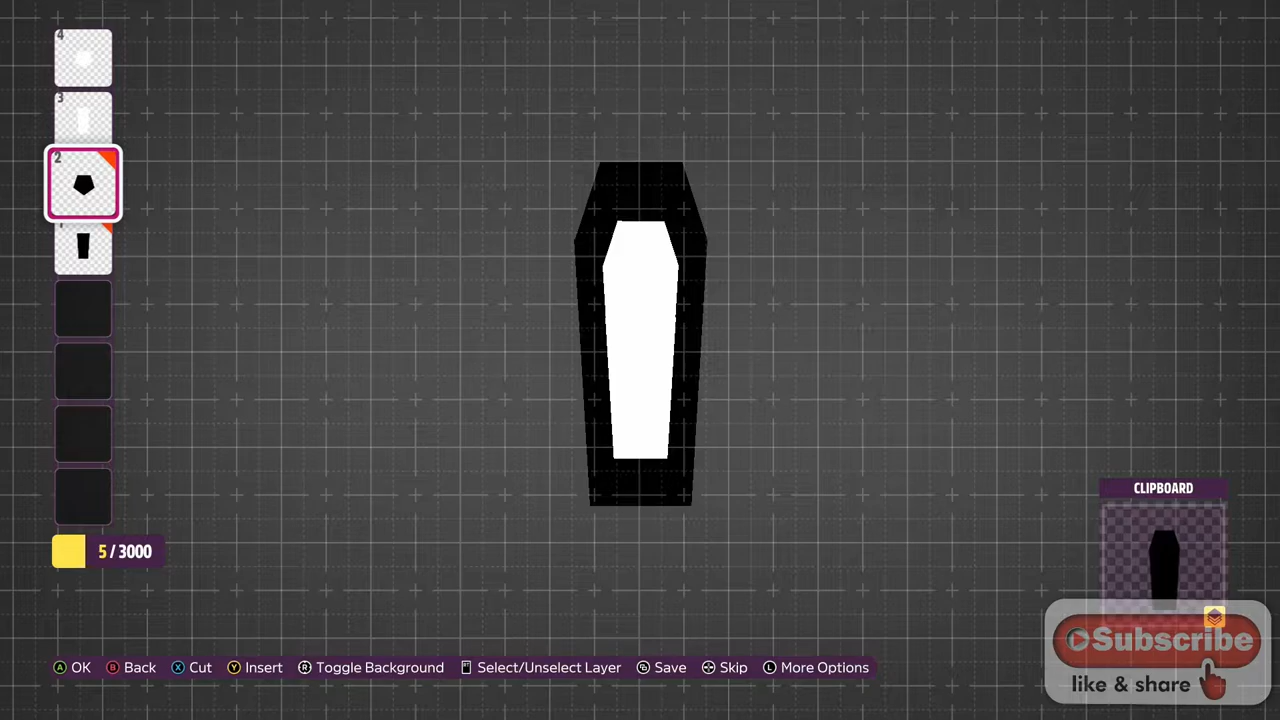 4
3
2
5 / 3000
CLIPBOARD
Subscribe
like & share
A OK B Back X Cut Y Insert R Toggle Background Select/Unselect Layer Save Skip L More Options